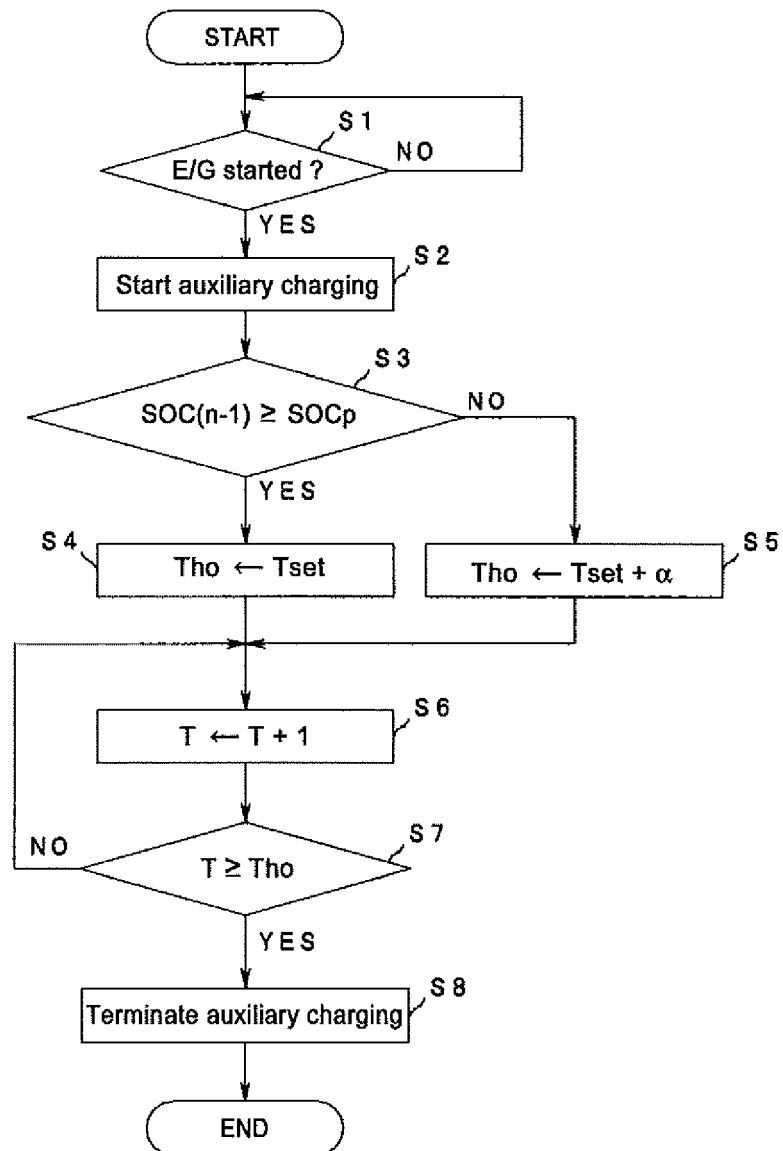 START
S 1
E/G started ?
NO
YES
S 2
Start auxiliary charging
S 3
SOC(n-1) ≥ SOCp
NO
YES
S 4
Tho ← Tset
S 5
Tho ← Tset + α
S 6
T ← T + 1
S 7
NO
T ≥ Tho
YES
S 8
Terminate auxiliary charging
END